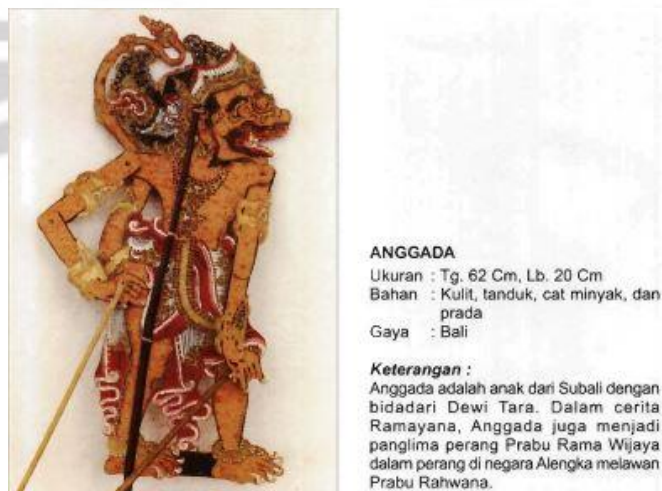 ANGGADA
Ukuran : Tg. 62 Cm, Lb. 20 Cm
Bahan : Kulit, tanduk, cat minyak, dan
prada
Gaya : Bali
Keterangan :
Anggada adalah anak dari Subali dengan
bidadari Dewi Tara. Dalam cerita
Ramayana, Anggada juga menjadi
panglima perang Prabu Rama Wijaya
dalam perang di negara Alengka melawan
Prabu Rahwana.